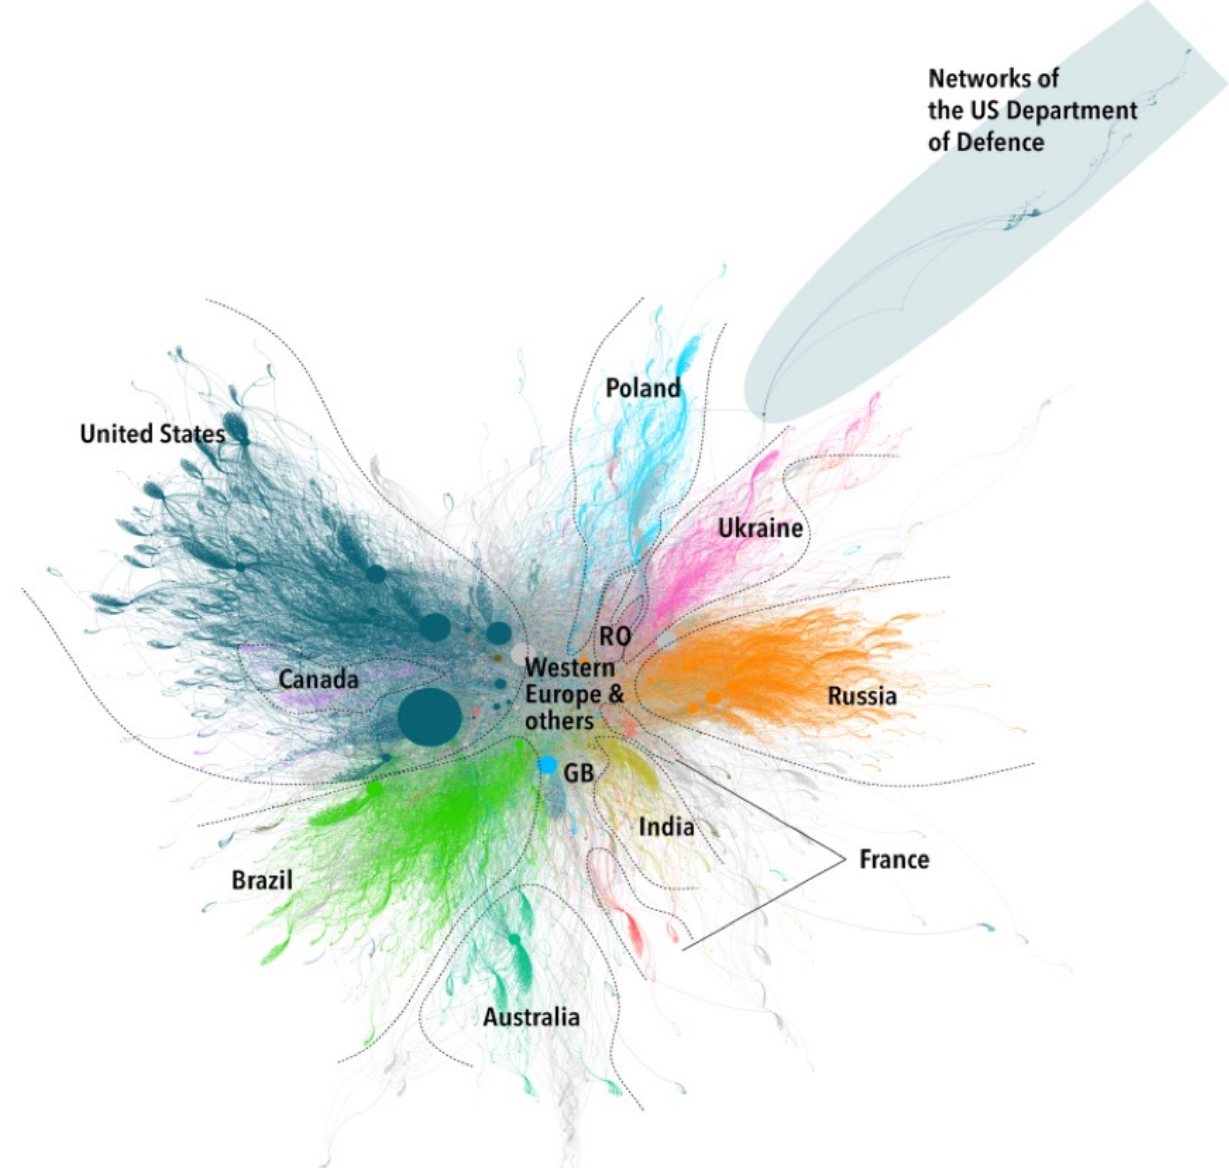 Networks of
the US Department
of Defence
Poland
United States
Ukraine
RO
Western
Europe &
others
Canada
Russia
GB
India
France
Brazil
Australia